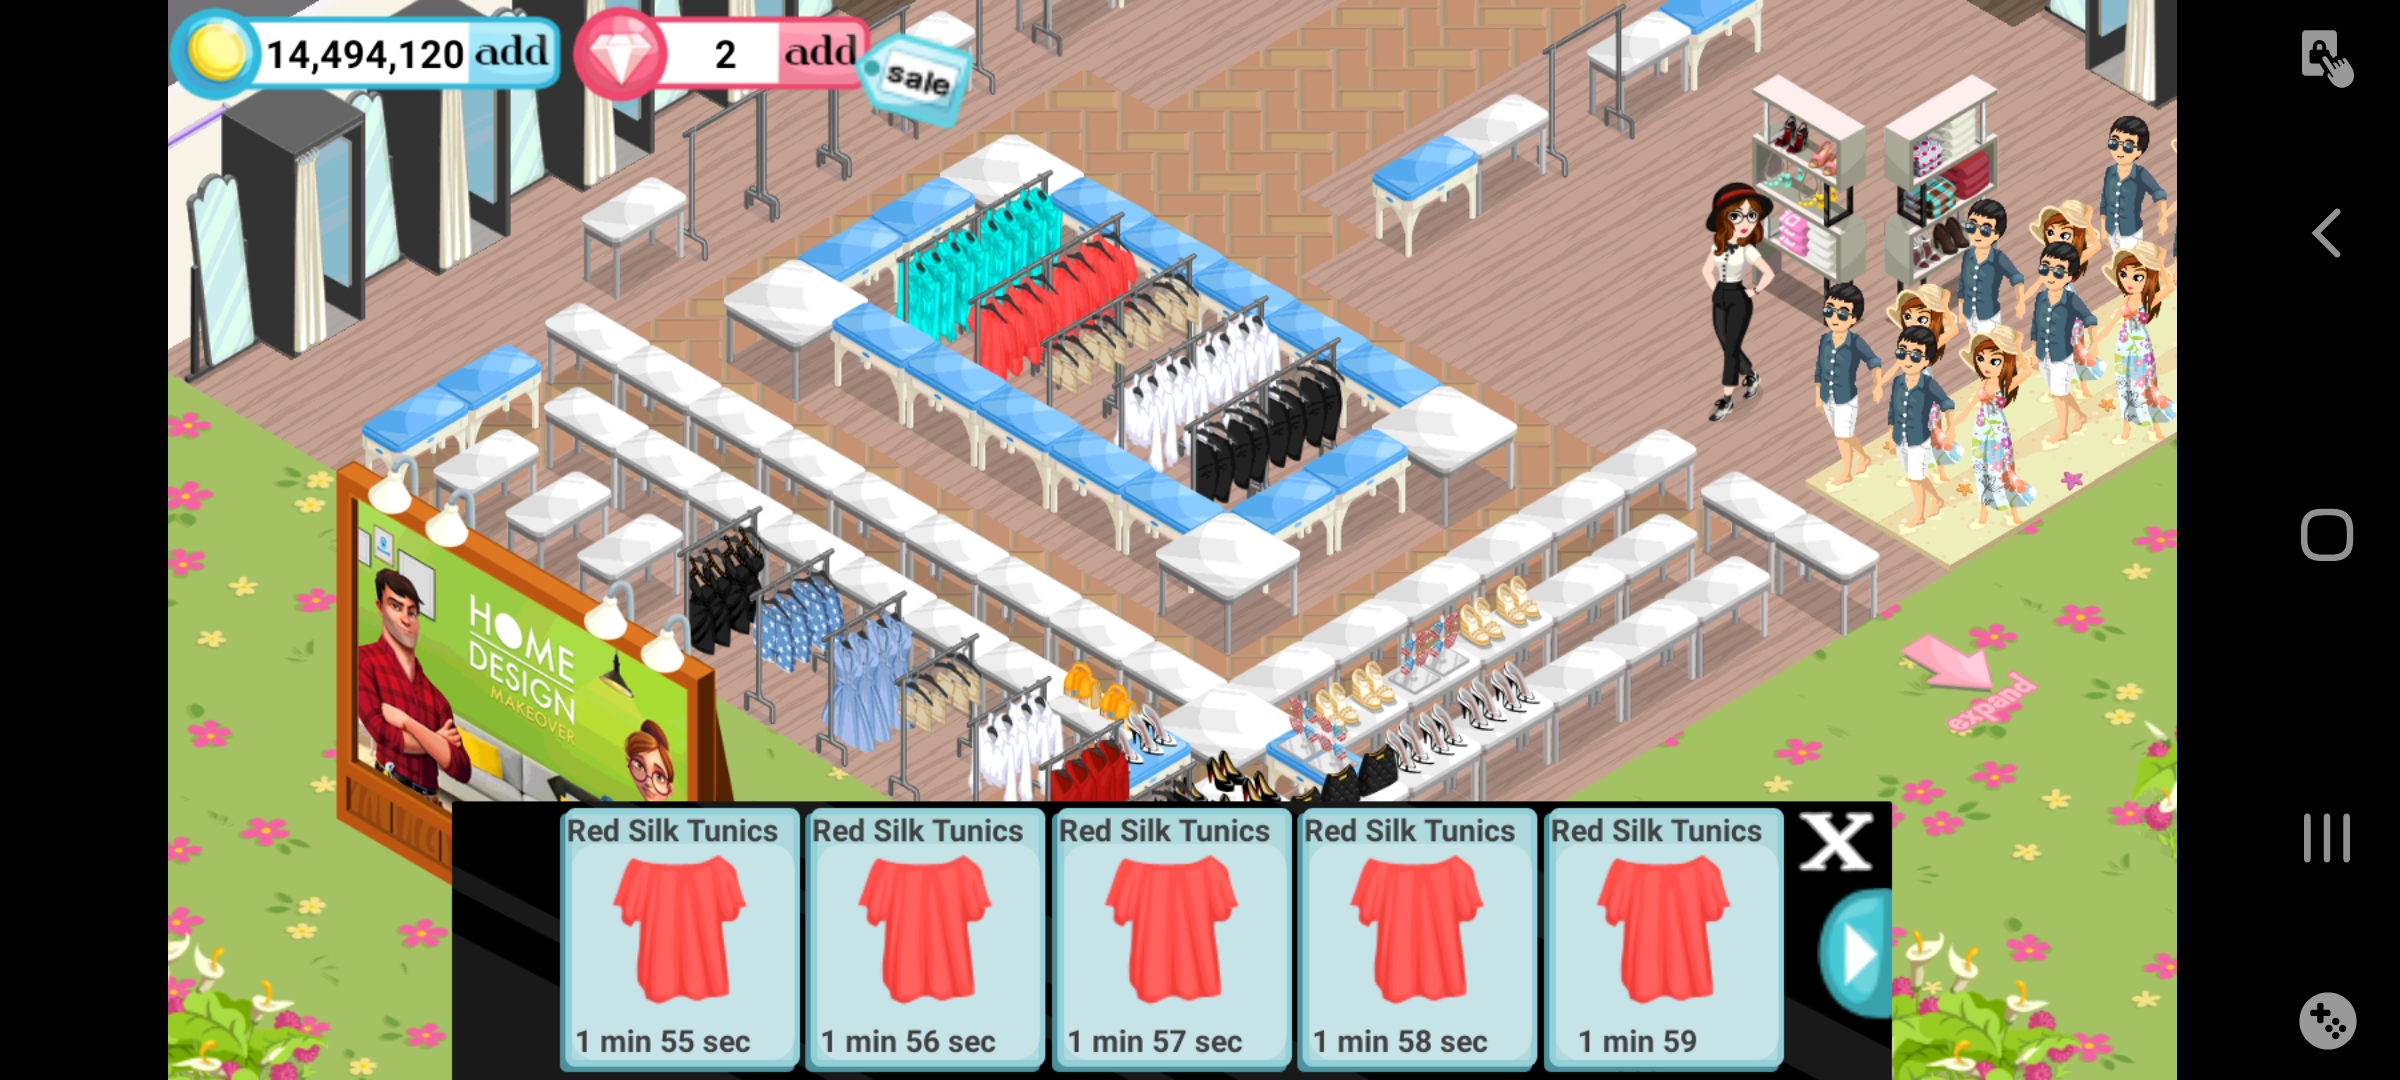 14,494,120 add
2 add
sale
HOME
DESIGN
MAKEOVER
expand
Red Silk Tunics
1 min 55 sec
Red Silk Tunics
1 min 56 sec
Red Silk Tunics
1 min 57 sec
Red Silk Tunics
1 min 58 sec
Red Silk Tunics
1 min 59
X